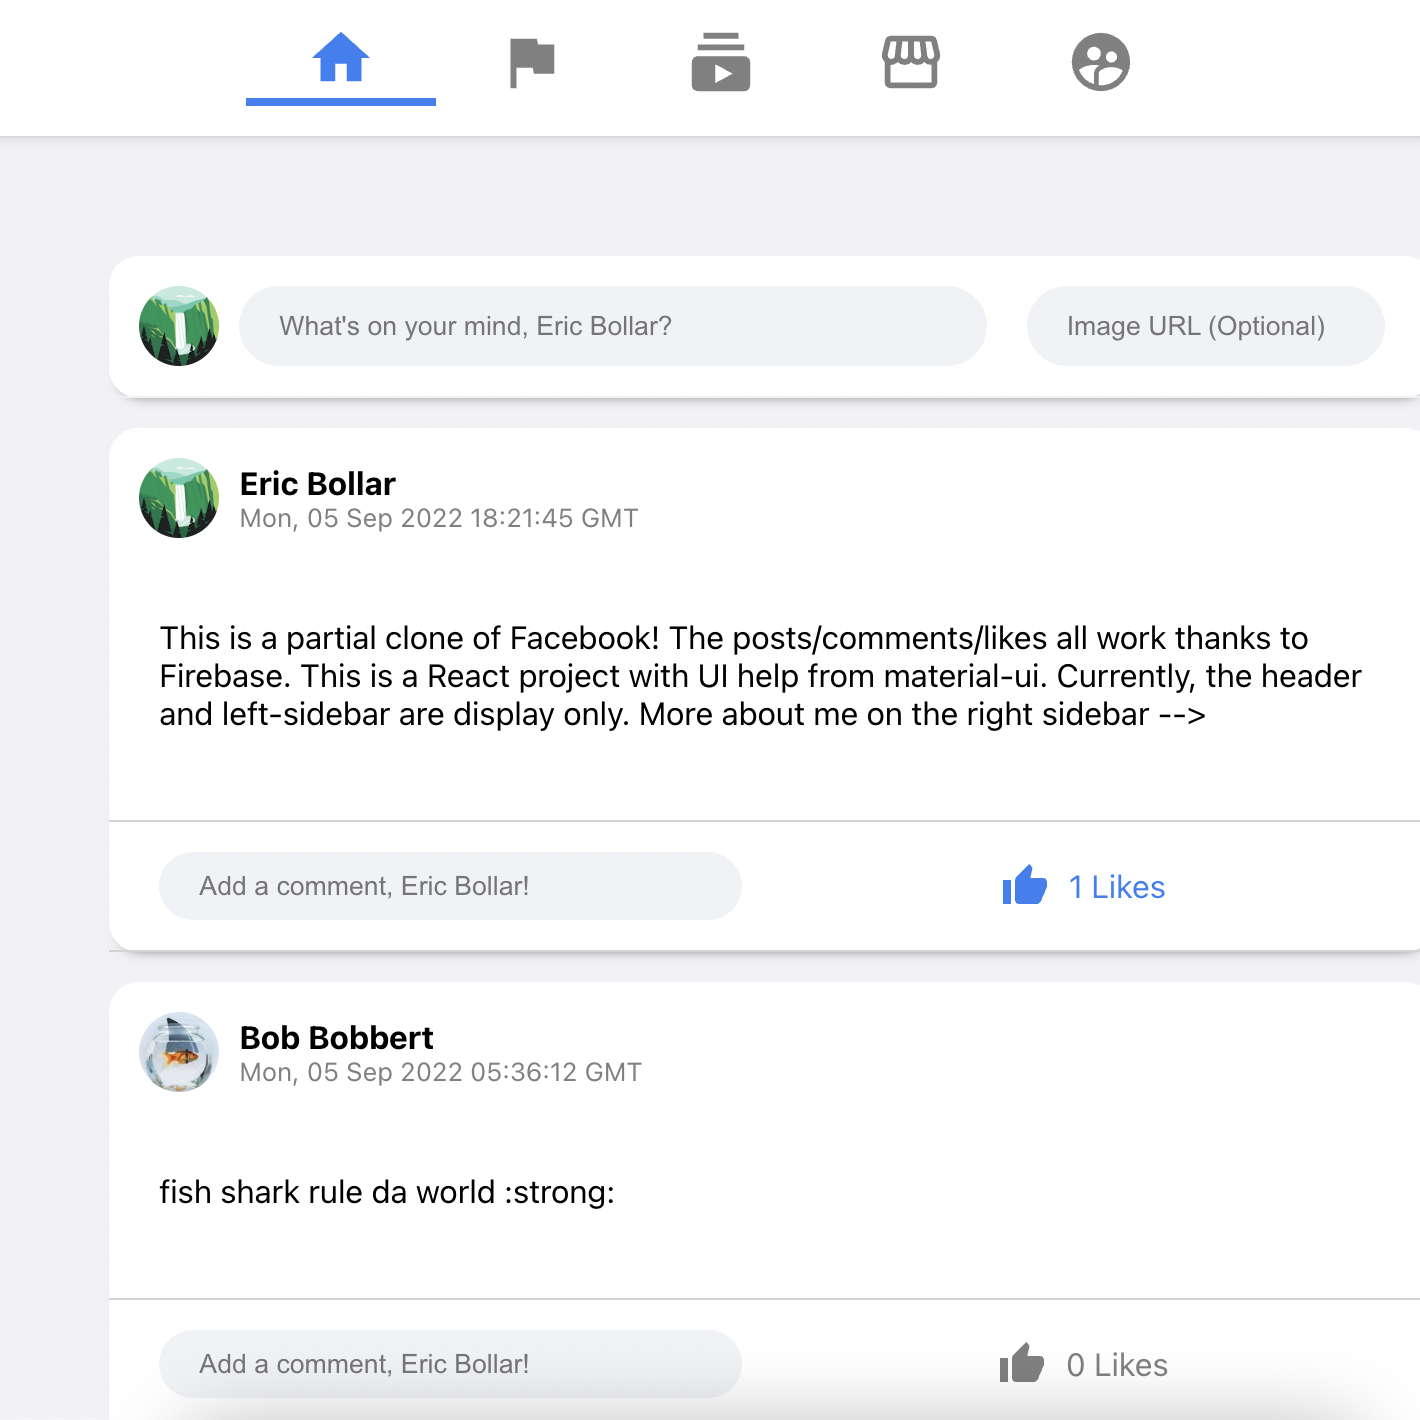 What's on your mind, Eric Bollar?
Image URL (Optional)
Eric Bollar
Mon, 05 Sep 2022 18:21:45 GMT
This is a partial clone of Facebook! The posts/comments/likes all work thanks to
Firebase. This is a React project with UI help from material-ui. Currently, the header
and left-sidebar are display only. More about me on the right sidebar -->
Add a comment, Eric Bollar!
1 Likes
Bob Bobbert
Mon, 05 Sep 2022 05:36:12 GMT
fish shark rule da world :strong:
Add a comment, Eric Bollar!
0 Likes